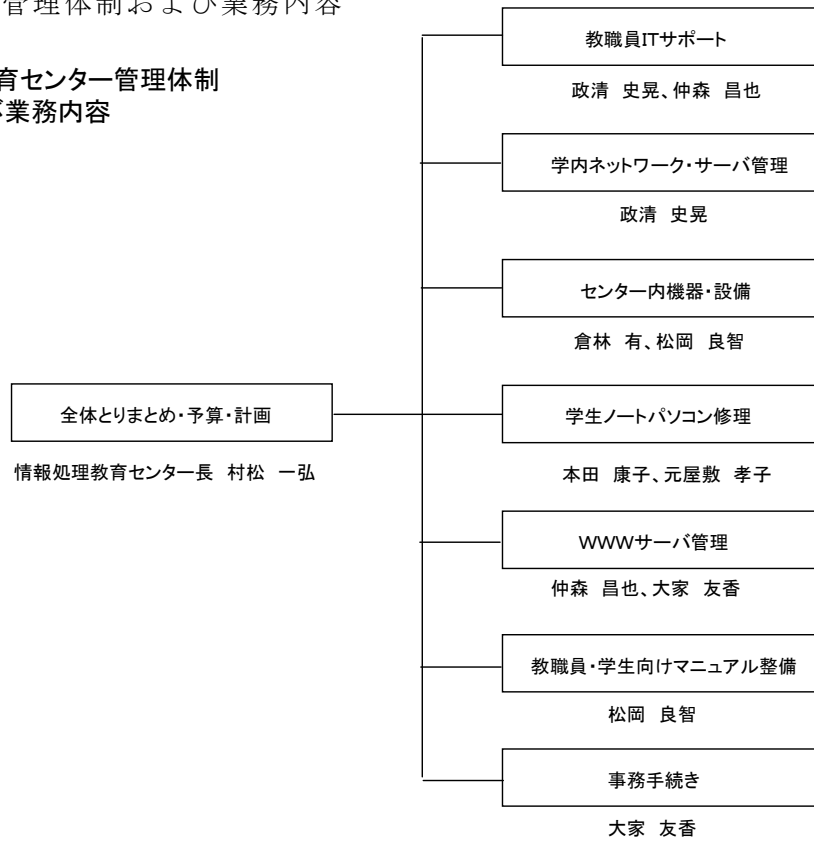 管理体制および業務内容
育センター管理体制
業務内容
教職員ITサポート
政清 史晃、仲森 昌也
学内ネットワーク・サーバ管理
政清 史晃
センター内機器・設備
倉林 有、松岡 良智
全体とりまとめ・予算・計画
情報処理教育センター長 村松 一弘
学生ノートパソコン修理
本田 康子、元屋敷 孝子
WWWサーバ管理
仲森 昌也、大家 友香
教職員・学生向けマニュアル整備
松岡 良智
事務手続き
大家 友香